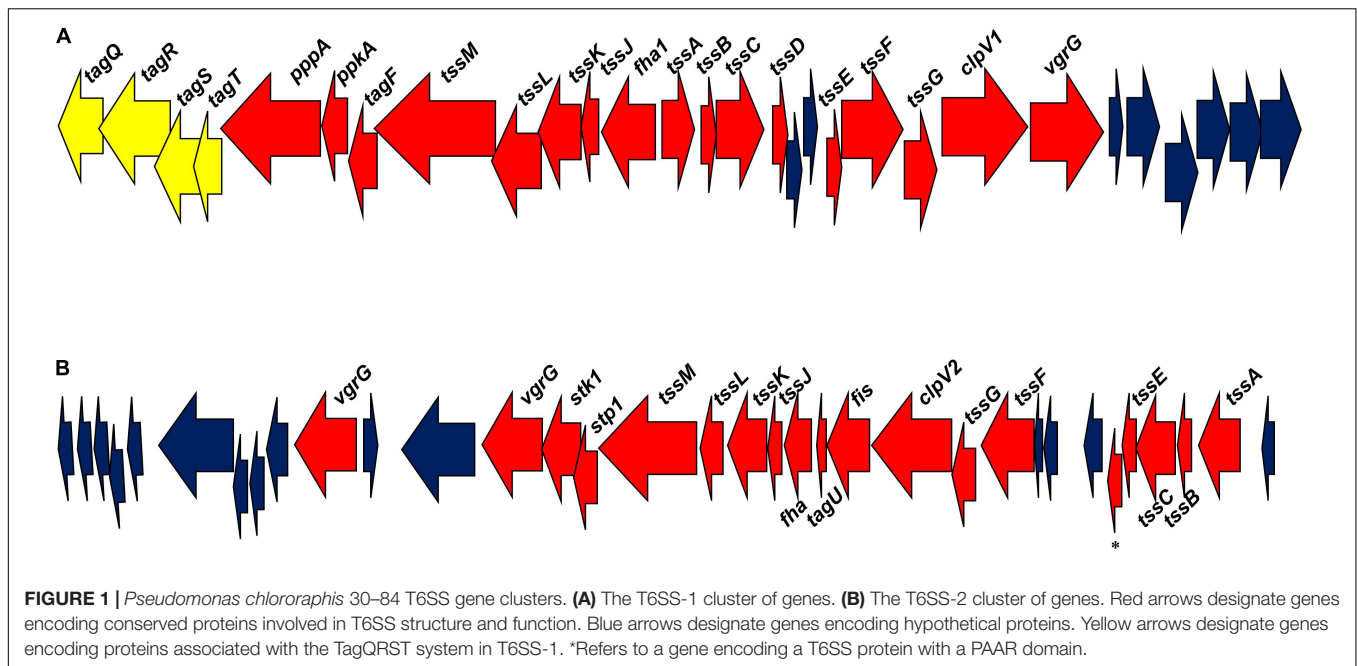 A
tagQ tagR tagS tagT pppA ppkA tagF tssM tssL tssK tssJ fha1 tssA tssB tssC tssD tssE tssF tssG clpV1 vgrG
B
vgrG vgrG stk1 stp1 tssM tssL tssK tssJ fis clpV2 tssG tssF tssE tssA
fha tagU tssC tssB
*
FIGURE 1 | Pseudomonas chlororaphis 30–84 T6SS gene clusters. (A) The T6SS-1 cluster of genes. (B) The T6SS-2 cluster of genes. Red arrows designate genes
encoding conserved proteins involved in T6SS structure and function. Blue arrows designate genes encoding hypothetical proteins. Yellow arrows designate genes
encoding proteins associated with the TagQRST system in T6SS-1. *Refers to a gene encoding a T6SS protein with a PAAR domain.